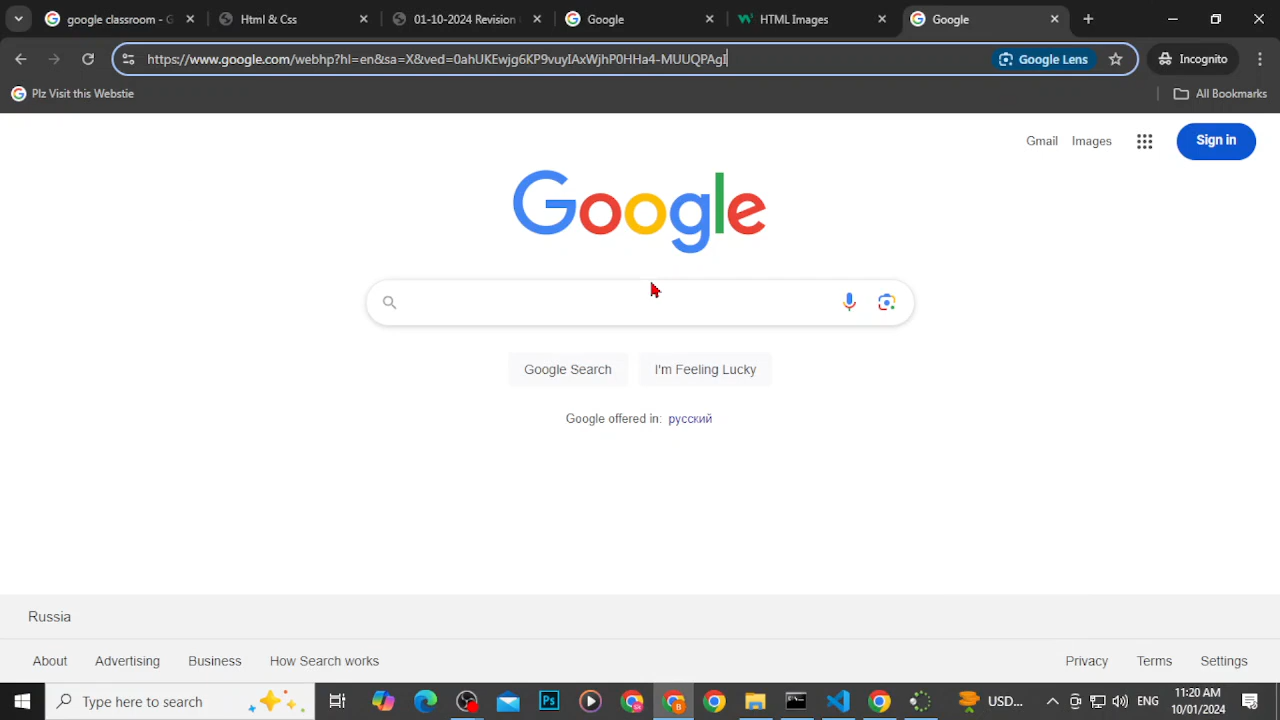 google classroom - G
Html & Css
01-10-2024 Revision
Google
HTML Images
Google
https://www.google.com/webhp?hl=en&sa=X&ved=0ahUKEwjg6KP9vuyIAxWjhP0HHa4-MUUQPAgI
Google Lens
Incognito
Plz Visit this Webstie
All Bookmarks
Gmail Images
Sign in
Google
Google Search I'm Feeling Lucky
Google offered in: русский
Russia
About Advertising Business How Search works
Privacy Terms Settings
Type here to search
Ps
USD...
ENG
11:20 AM
10/01/2024